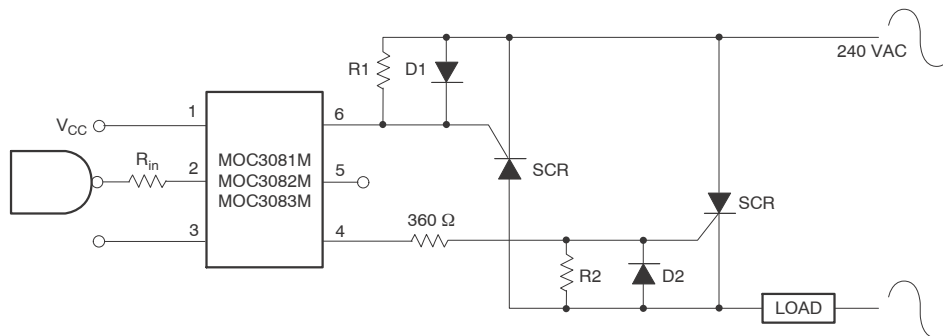 240 VAC
R1
D1
1
6
V_CC
MOC3081M
MOC3082M
MOC3083M
R_in
2
5
SCR
SCR
3
4
360 Ω
R2
D2
LOAD